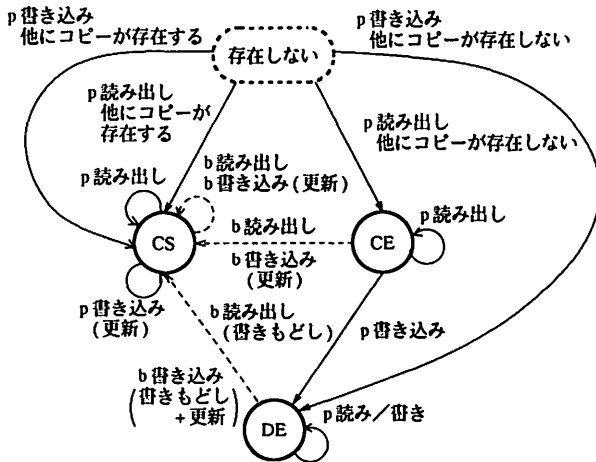 p書き込み
他にコピーが存在する
存在しない
p書き込み
他にコピーが存在しない
p読み出し
他にコピーが
存在する
p読み出し
他にコピーが存在しない
p読み出し
b読み出し
b書き込み(更新)
CS
b読み出し
b書き込み
(更新)
CE
p読み出し
p書き込み
(更新)
b読み出し
(書きもどし)
p書き込み
b書き込み
(書きもどし
+更新)
DE
p読み/書き